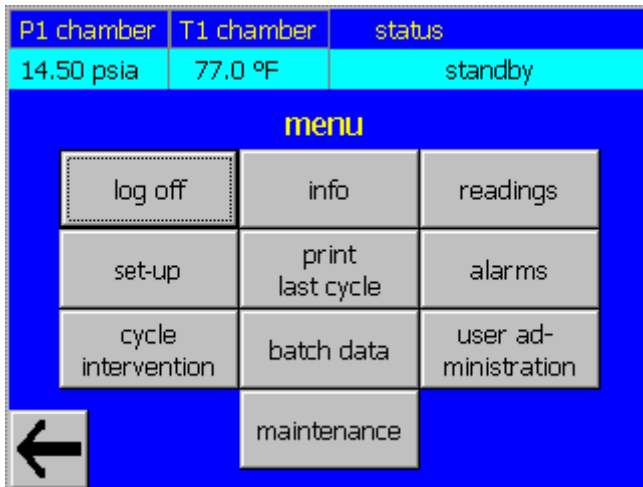 P1 chamber T1 chamber status
14.50 psia 77.0 ºF standby
menu
log off info readings
set-up print last cycle alarms
cycle intervention batch data user ad-ministration
maintenance